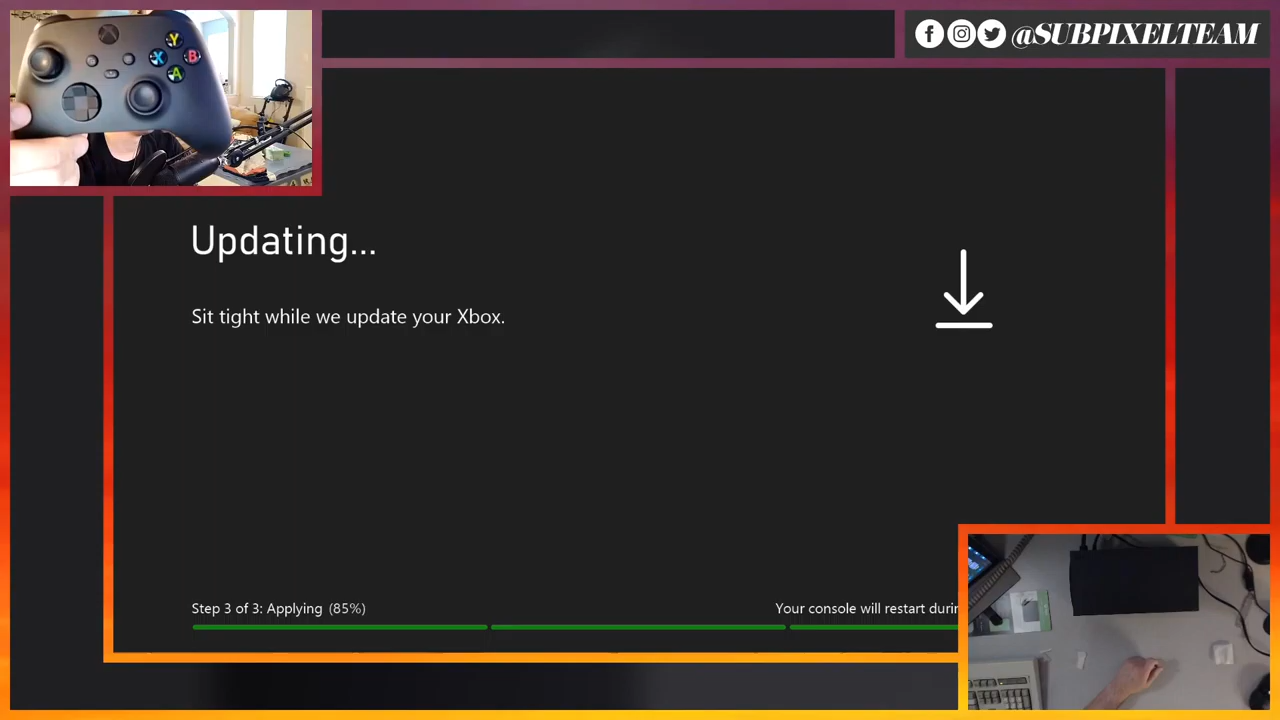 @SUBPIXELTEAM
Y
X
B
A
Updating...
Sit tight while we update your Xbox.
Step 3 of 3: Applying (85%)
Your console will restart durin